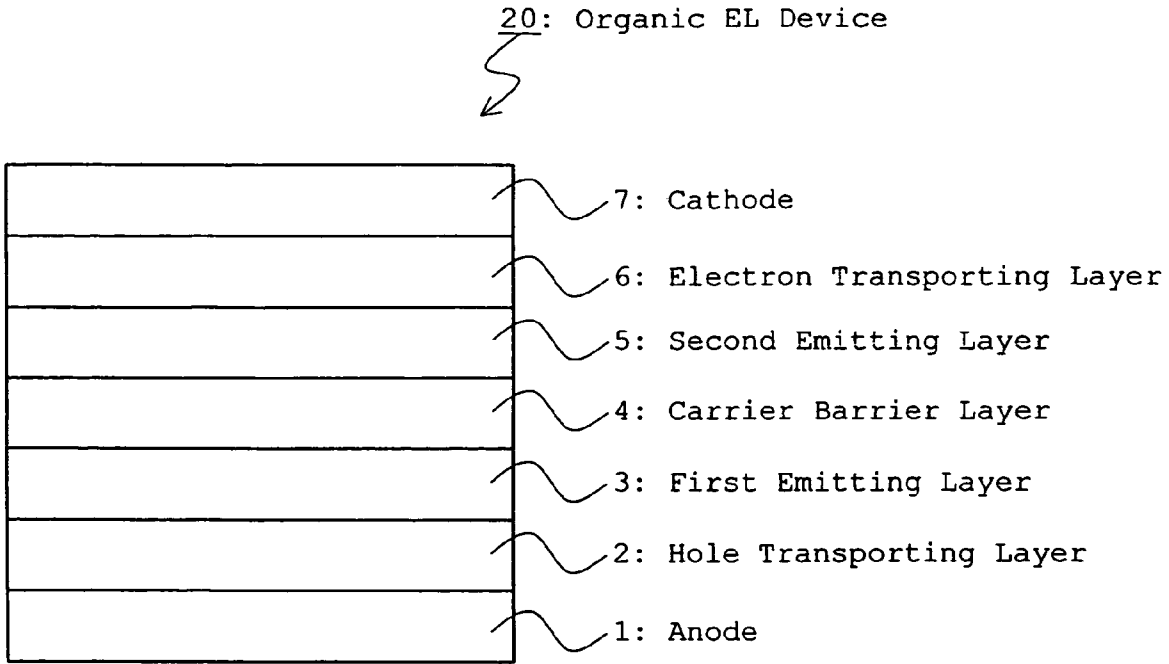 20: Organic EL Device
7: Cathode
6: Electron Transporting Layer
5: Second Emitting Layer
4: Carrier Barrier Layer
3: First Emitting Layer
2: Hole Transporting Layer
1: Anode